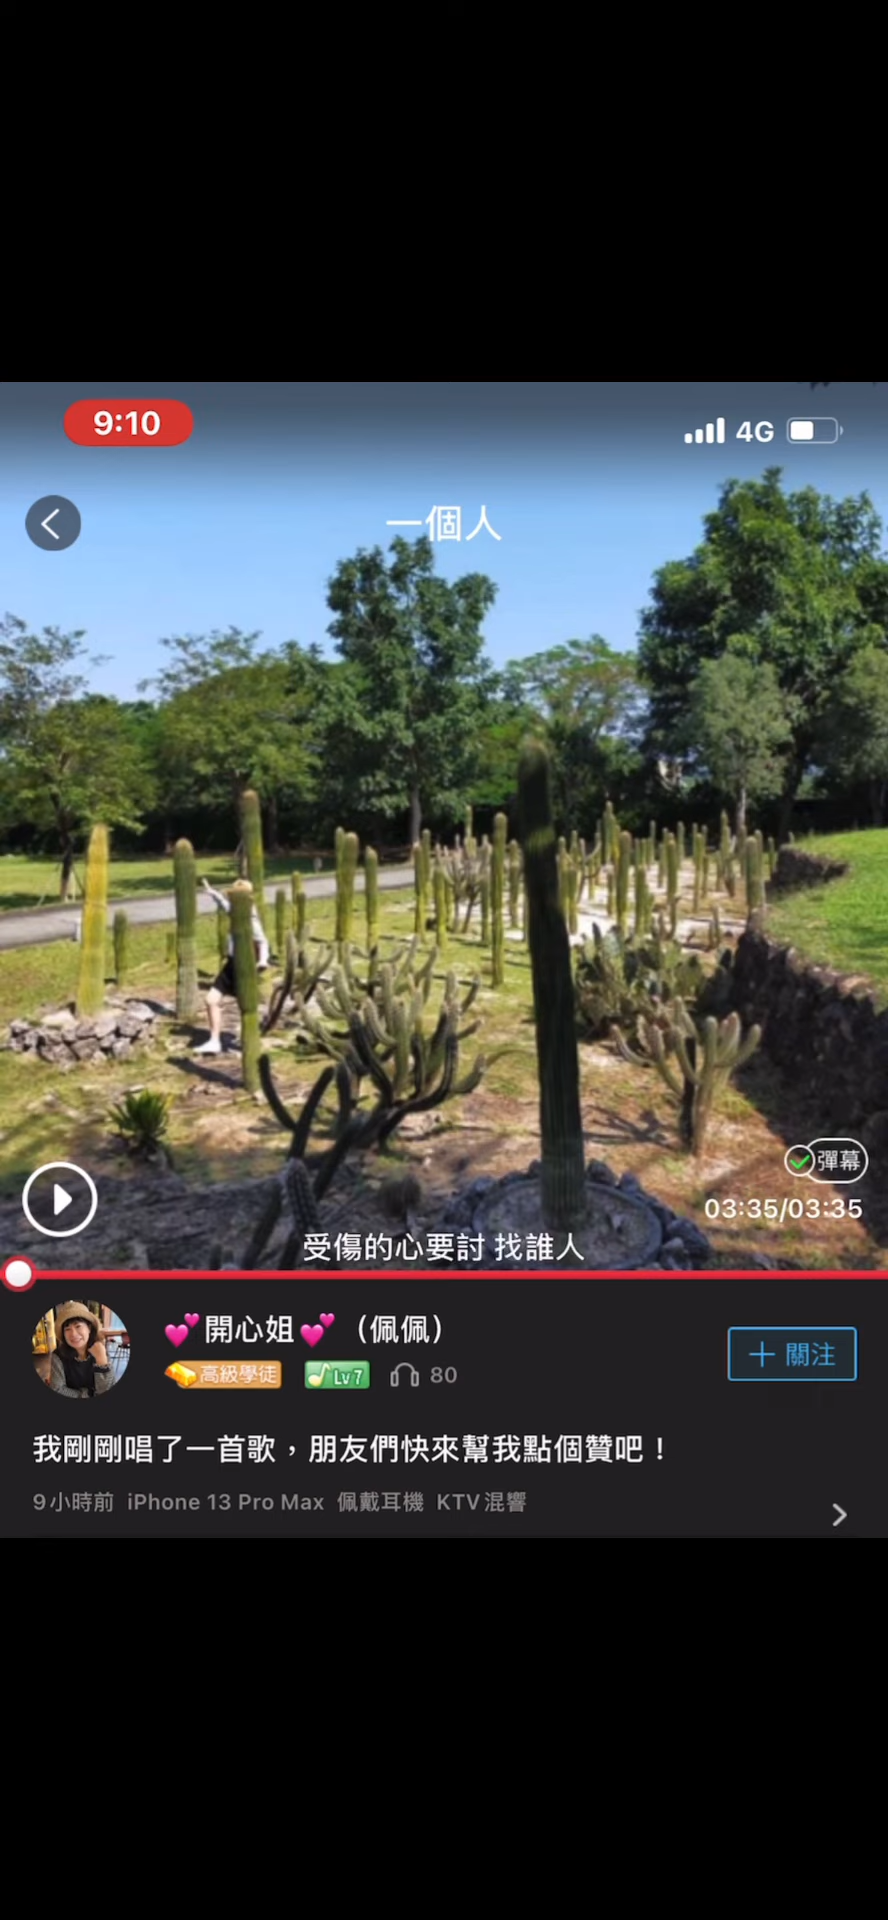 9:10
4G
一個人
彈幕
03:35/03:35
受傷的心要討 找誰人
💕開心姐💕（佩佩）
高級學徒 Lv7 80
＋關注
我剛剛唱了一首歌，朋友們快來幫我點個贊吧！
9小時前 iPhone 13 Pro Max 佩戴耳機 KTV混響